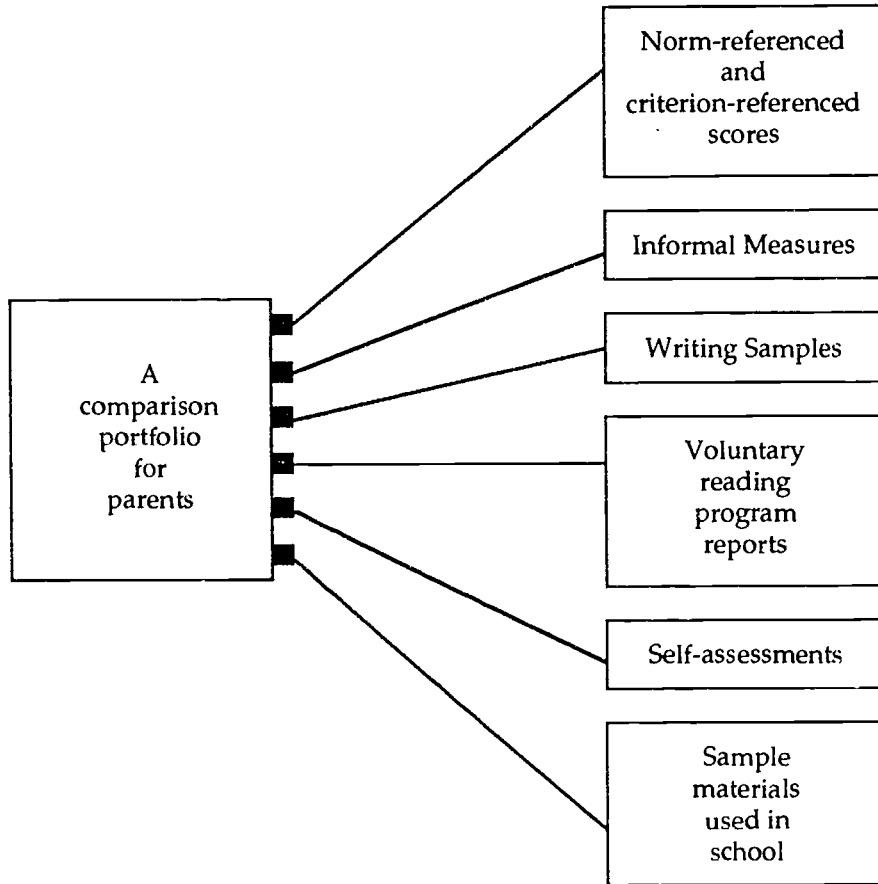 A
comparison
portfolio
for
parents
Norm-referenced
and
criterion-referenced
scores
Informal Measures
Writing Samples
Voluntary
reading
program
reports
Self-assessments
Sample
materials
used in
school